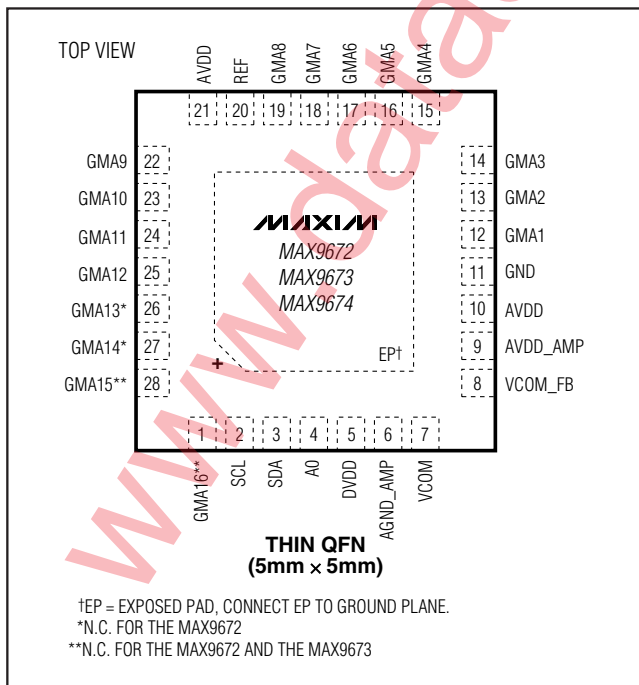 TOP VIEW
AVDD
REF
GMA8
GMA7
GMA6
GMA5
GMA4
21 20 19 18 17 16 15
GMA9 22
GMA10 23
GMA11 24
GMA12 25
GMA13* 26
GMA14* 27
GMA15** 28
14 GMA3
13 GMA2
12 GMA1
11 GND
10 AVDD
9 AVDD_AMP
8 VCOM_FB
MAXIM
MAX9672
MAX9673
MAX9674
EP†
+
1 2 3 4 5 6 7
GMA16**
SCL
SDA
A0
DVDD
AGND_AMP
VCOM
THIN QFN
(5mm × 5mm)
†EP = EXPOSED PAD, CONNECT EP TO GROUND PLANE.
*N.C. FOR THE MAX9672
**N.C. FOR THE MAX9672 AND THE MAX9673
www.data